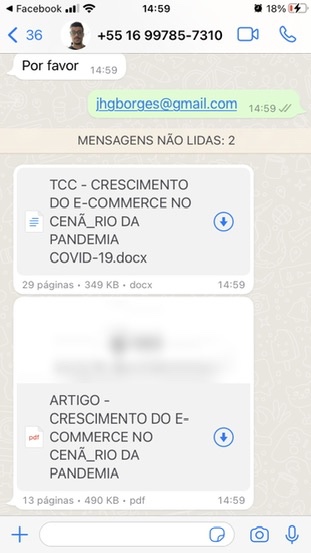 Facebook 14:59 18%
36 +55 16 99785-7310
Por favor 14:59
jhgborges@gmail.com 14:59
MENSAGENS NÃO LIDAS: 2
TCC - CRESCIMENTO
DO E-COMMERCE NO
CENÃ_RIO DA
PANDEMIA
COVID-19.docx
29 páginas • 349 KB • docx 14:59
ARTIGO -
CRESCIMENTO DO E-
COMMERCE NO
CENÃ_RIO DA
PANDEMIA
pdf
13 páginas • 490 KB • pdf 14:59